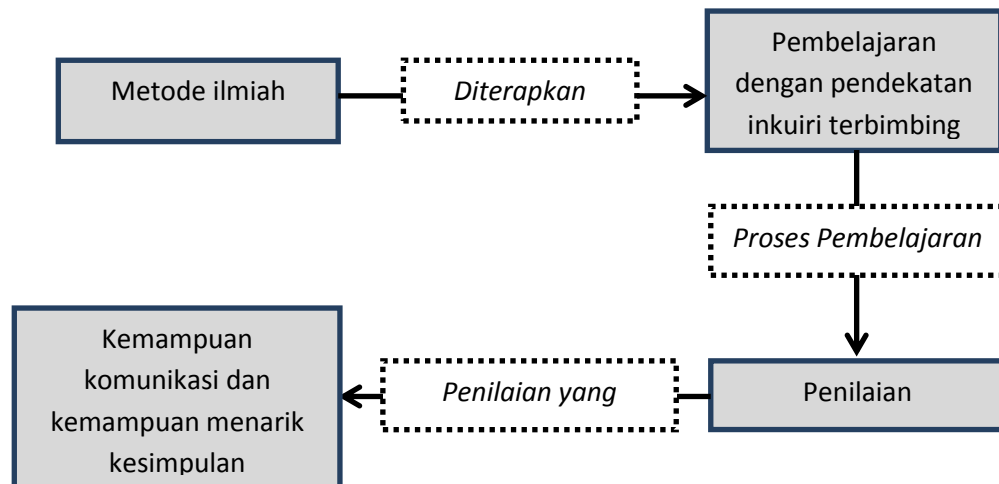 Metode ilmiah
Diterapkan
Pembelajaran
dengan pendekatan
inkuiri terbimbing
Proses Pembelajaran
Penilaian
Penilaian yang
Kemampuan
komunikasi dan
kemampuan menarik
kesimpulan